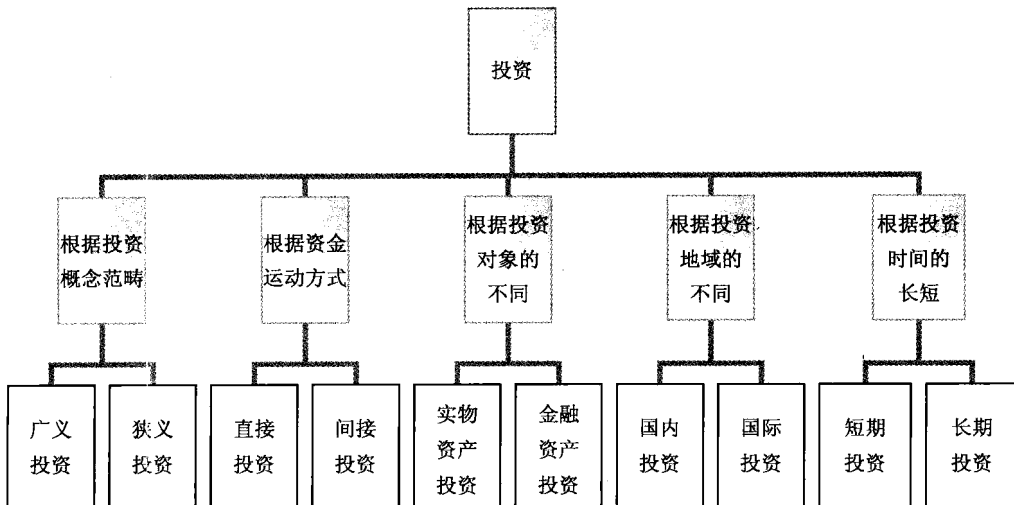 投资
根据投资
概念范畴
根据资金
运动方式
根据投资
对象的
不同
根据投资
地域的
不同
根据投资
时间的
长短
广义
投资
狭义
投资
直接
投资
间接
投资
实物
资产
投资
金融
资产
投资
国内
投资
国际
投资
短期
投资
长期
投资